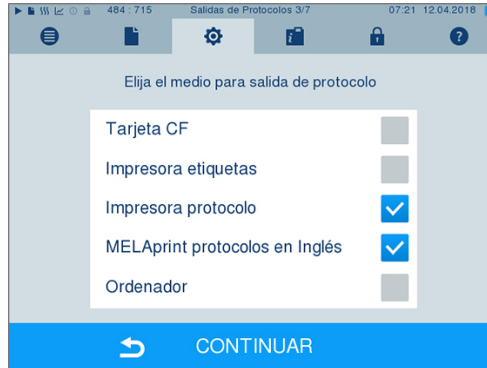 484 : 715 Salidas de Protocolos 3/7 07:21 12.04.2018
Elija el medio para salida de protocolo
Tarjeta CF
Impresora etiquetas
Impresora protocolo
MELAprint protocolos en Inglés
Ordenador
CONTINUAR